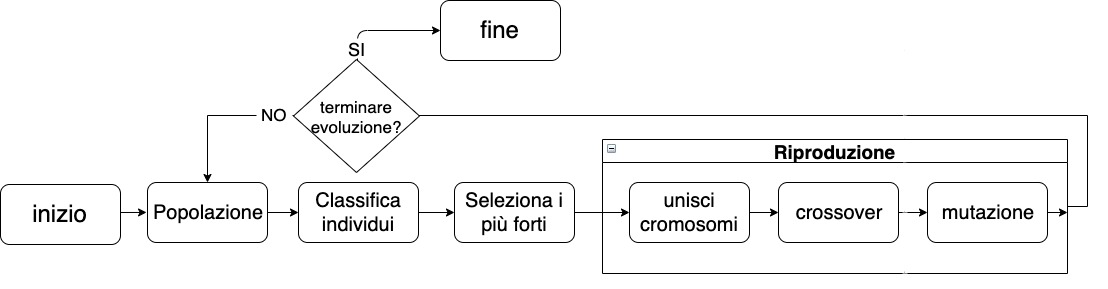 fine
SI
terminare
evoluzione?
NO
Riproduzione
inizio
Popolazione
Classifica
individui
Seleziona i
più forti
unisci
cromosomi
crossover
mutazione